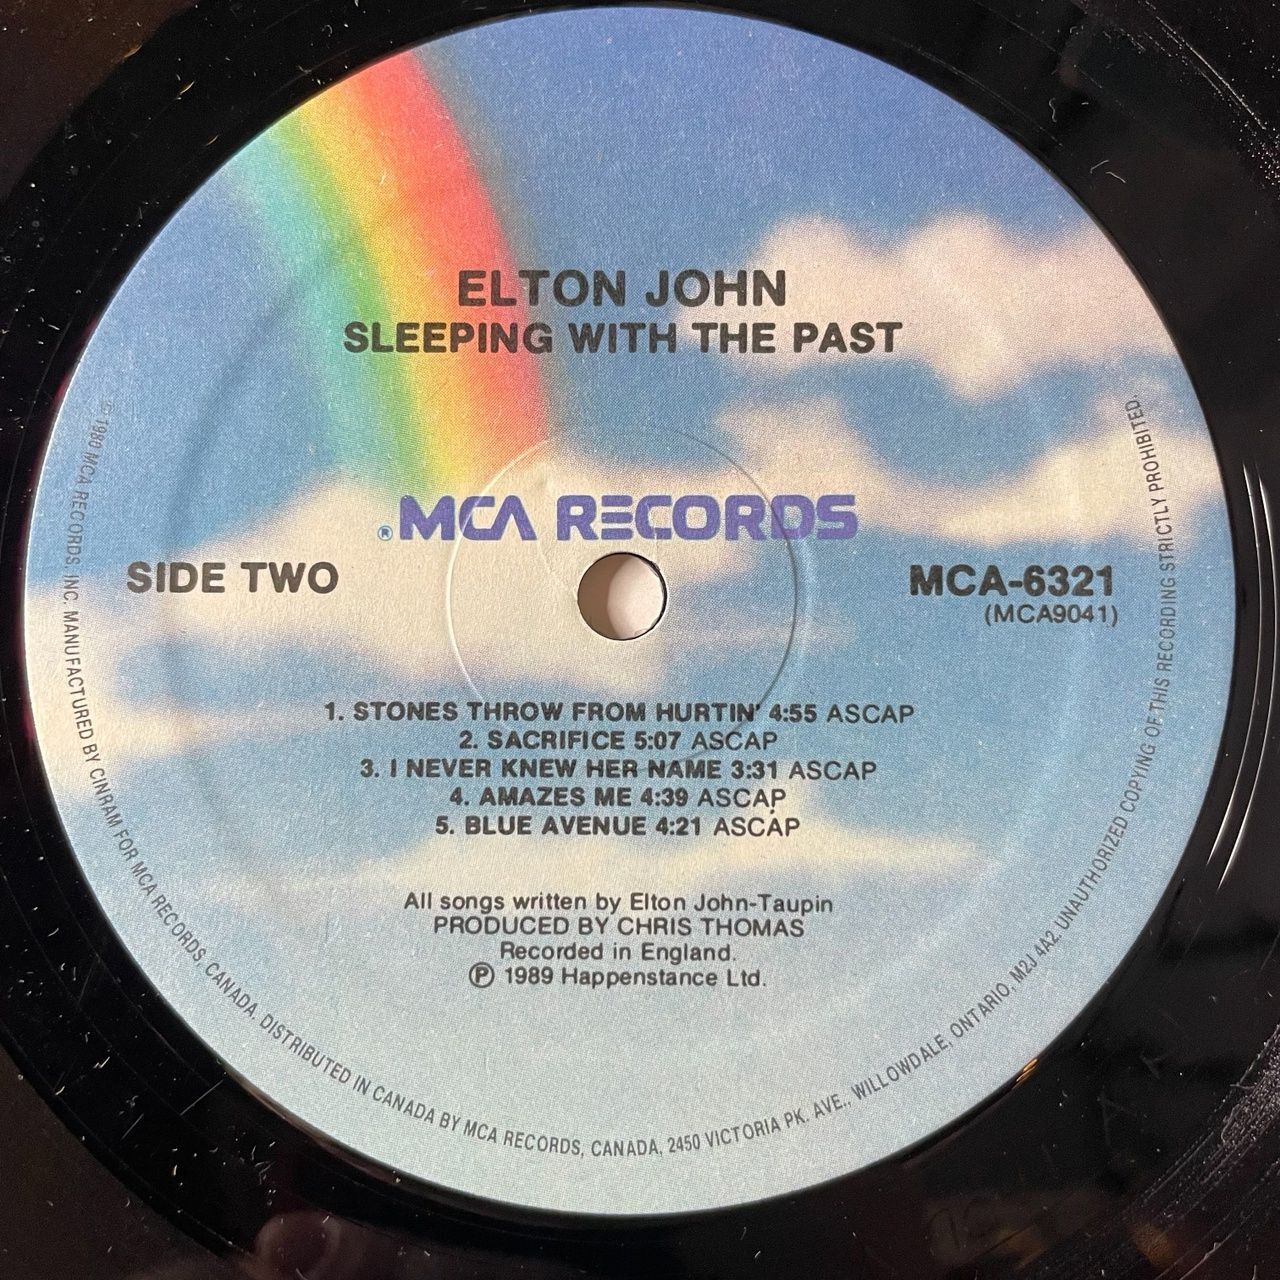 ELTON JOHN
SLEEPING WITH THE PAST
® MCA RECORDS
SIDE TWO
MCA-6321
(MCA9041)
1. STONES THROW FROM HURTIN' 4:55 ASCAP
2. SACRIFICE 5:07 ASCAP
3. I NEVER KNEW HER NAME 3:31 ASCAP
4. AMAZES ME 4:39 ASCAP
5. BLUE AVENUE 4:21 ASCAP
All songs written by Elton John-Taupin
PRODUCED BY CHRIS THOMAS
Recorded in England.
℗ 1989 Happenstance Ltd.
© 1980 MCA RECORDS, INC. MANUFACTURED BY CINRAM FOR MCA RECORDS, CANADA. DISTRIBUTED IN CANADA BY MCA RECORDS, CANADA, 2450 VICTORIA PK. AVE., WILLOWDALE, ONTARIO, M2J 4A2. UNAUTHORIZED COPYING OF THIS RECORDING STRICTLY PROHIBITED.